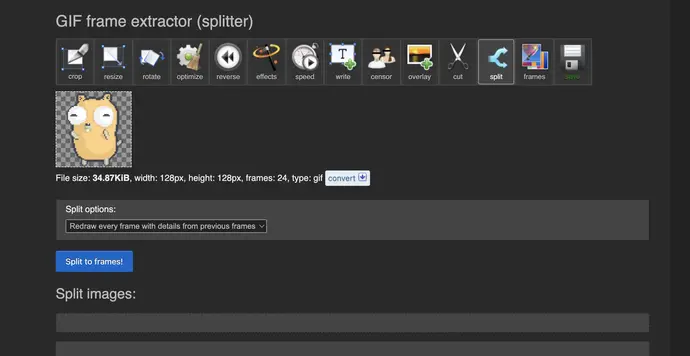 GIF frame extractor (splitter)
crop resize rotate optimize reverse effects speed write censor overlay cut split frames save
File size: 34.87KiB, width: 128px, height: 128px, frames: 24, type: gif convert
Split options:
Redraw every frame with details from previous frames
Split to frames!
Split images: